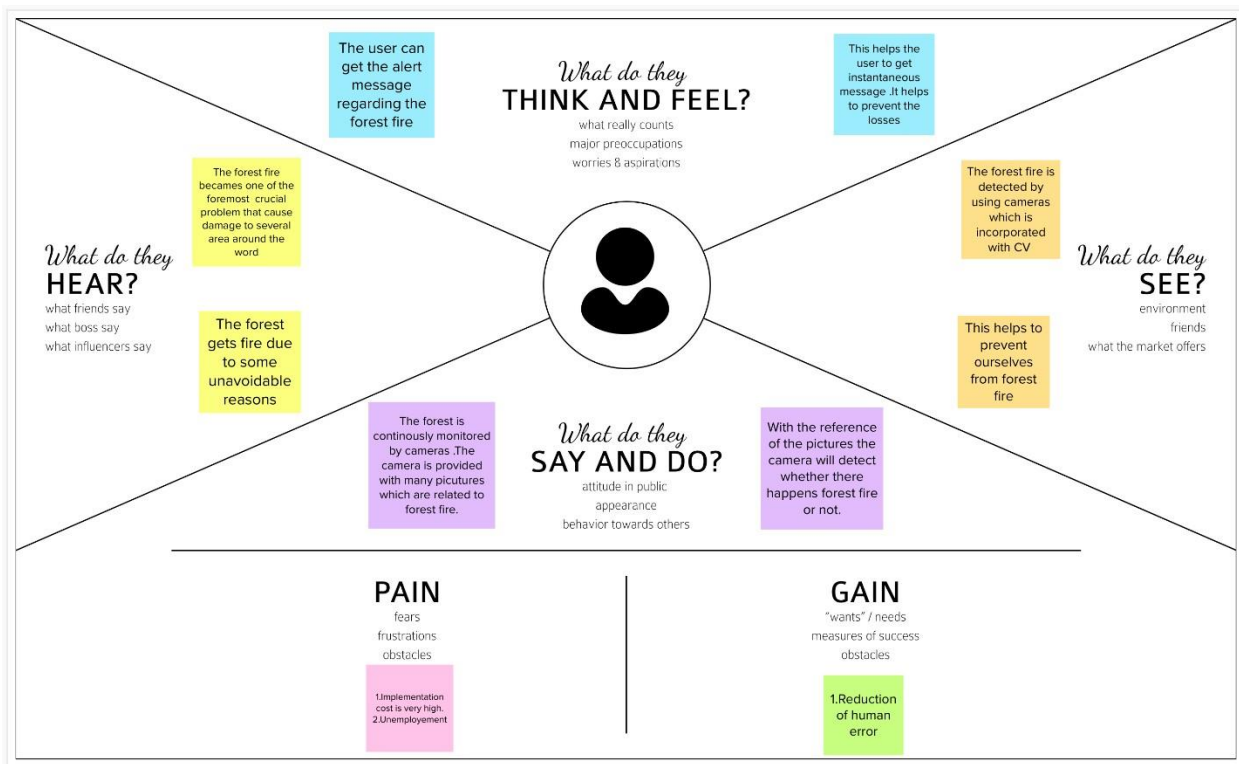 What do they
THINK AND FEEL?
what really counts
major preoccupations
worries & aspirations
The user can
get the alert
message
regarding the
forest fire
This helps the
user to get
instantaneous
message .It helps
to prevent the
losses
What do they
HEAR?
what friends say
what boss say
what influencers say
The forest fire
becames one of the
foremost crucial
problem that cause
damage to several
area around the
word
The forest
gets fire due
to some
unavoidable
reasons
What do they
SEE?
environment
friends
what the market offers
The forest fire is
detected by
using cameras
which is
incorporated
with CV
This helps to
prevent
ourselves
from forest
fire
What do they
SAY AND DO?
attitude in public
appearance
behavior towards others
The forest is
continously monitored
by cameras .The
camera is provided
with many picutures
which are related to
forest fire.
With the reference
of the pictures the
camera will detect
whether there
happens forest fire
or not.
PAIN
fears
frustrations
obstacles
1.Implementation
cost is very high.
2.Unemployement
GAIN
"wants" / needs
measures of success
obstacles
1.Reduction
of human
error